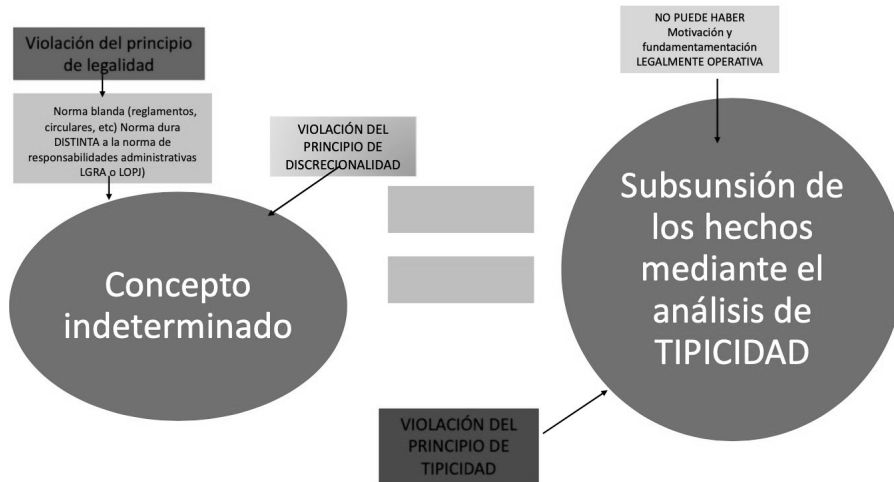 Violación del principio
de legalidad
Norma blanda (reglamentos,
circulares, etc) Norma dura
DISTINTA a la norma de
responsabilidades administrativas
LGRA o LOPJ)
VIOLACIÓN DEL
PRINCIPIO DE
DISCRECIONALIDAD
Concepto
indeterminado
NO PUEDE HABER
Motivación y
fundamentamentación
LEGALMENTE OPERATIVA
Subsunsión de
los hechos
mediante el
análisis de
TIPICIDAD
VIOLACIÓN DEL
PRINCIPIO DE
TIPICIDAD